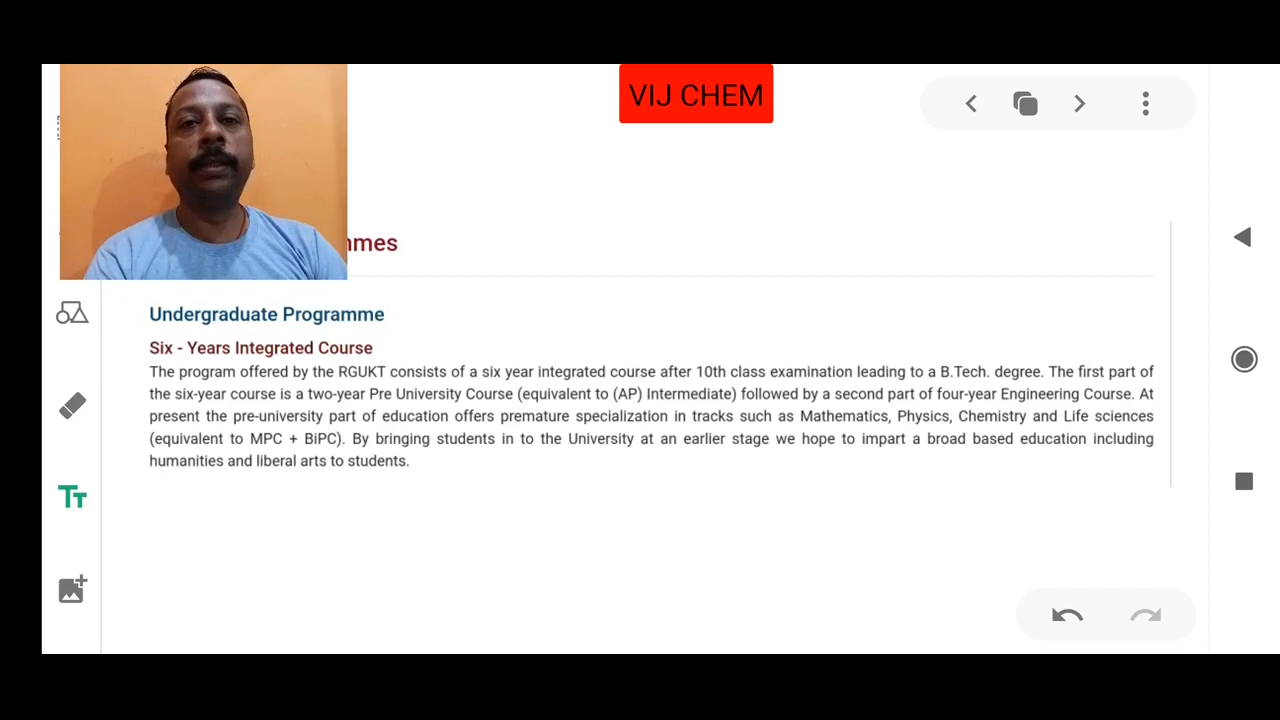 VIJ CHEM
mmes
Undergraduate Programme
Six - Years Integrated Course
The program offered by the RGUKT consists of a six year integrated course after 10th class examination leading to a B.Tech. degree. The first part of
the six-year course is a two-year Pre University Course (equivalent to (AP) Intermediate) followed by a second part of four-year Engineering Course. At
present the pre-university part of education offers premature specialization in tracks such as Mathematics, Physics, Chemistry and Life sciences
(equivalent to MPC + BiPC). By bringing students in to the University at an earlier stage we hope to impart a broad based education including
humanities and liberal arts to students.
Tт